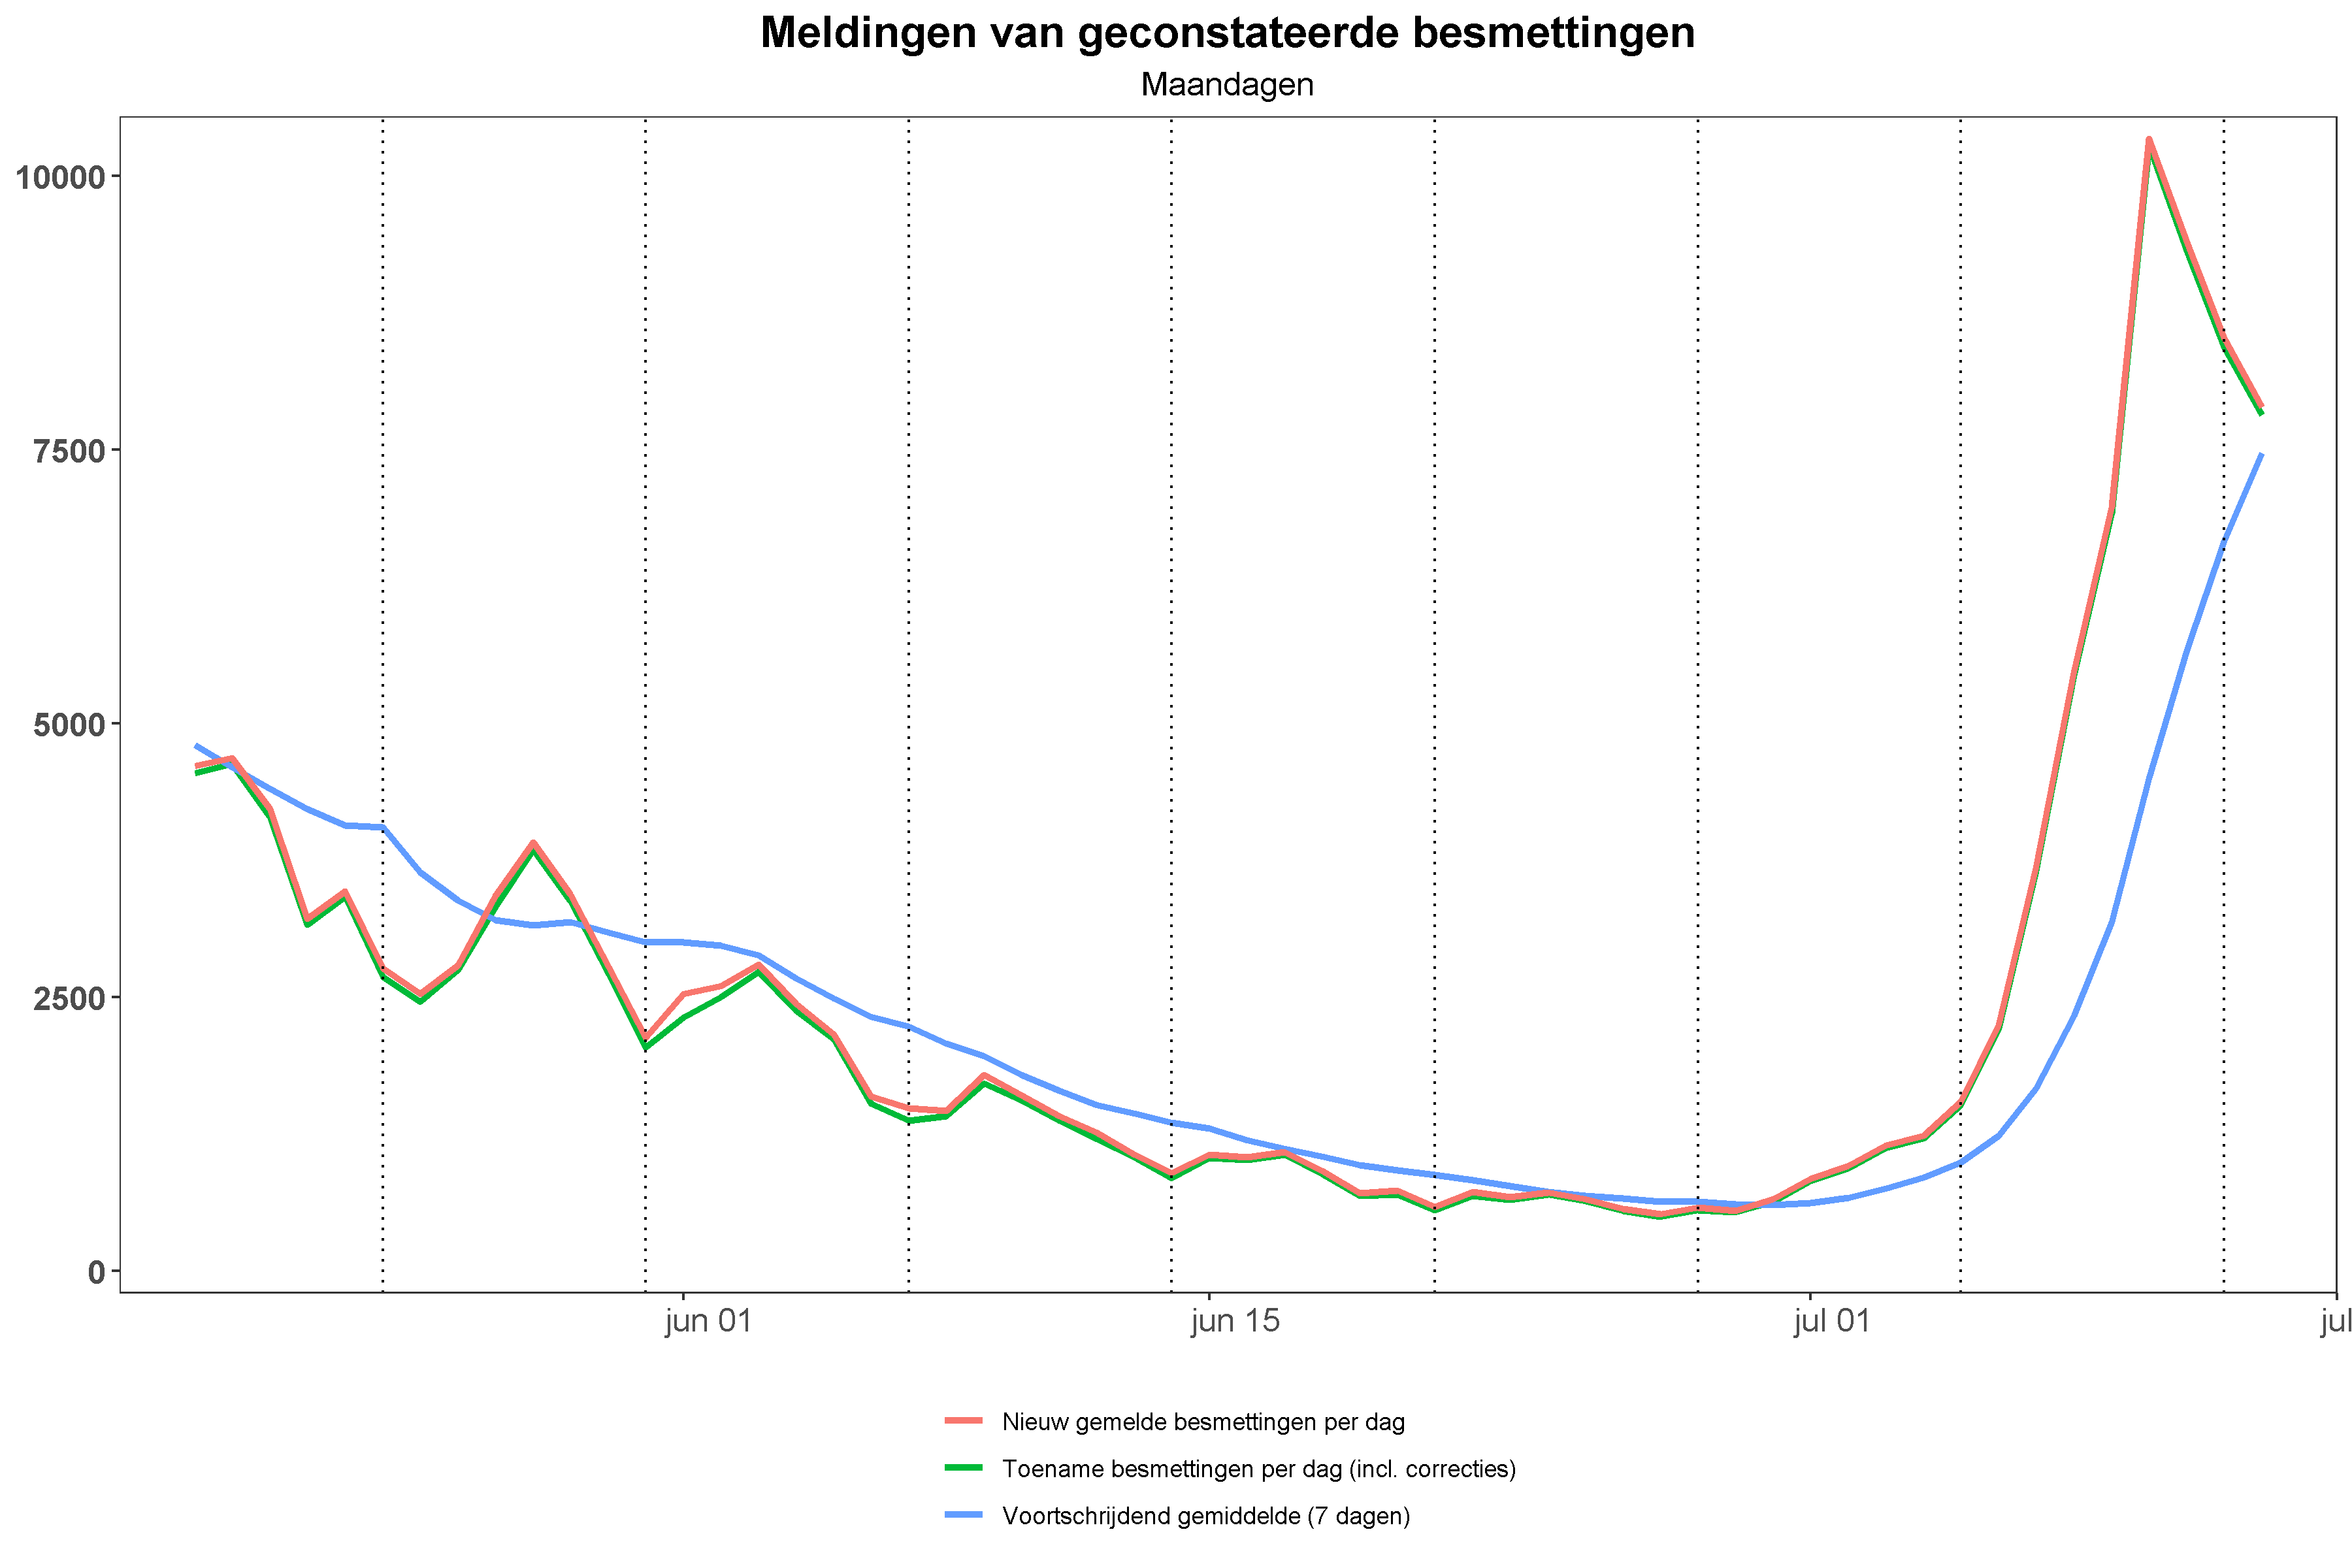 Meldingen van geconstateerde besmettingen
Maandagen
10000
7500
5000
2500
0
jun 01
jun 15
jul 01
jul
Nieuw gemelde besmettingen per dag
Toename besmettingen per dag (incl. correcties)
Voortschrijdend gemiddelde (7 dagen)